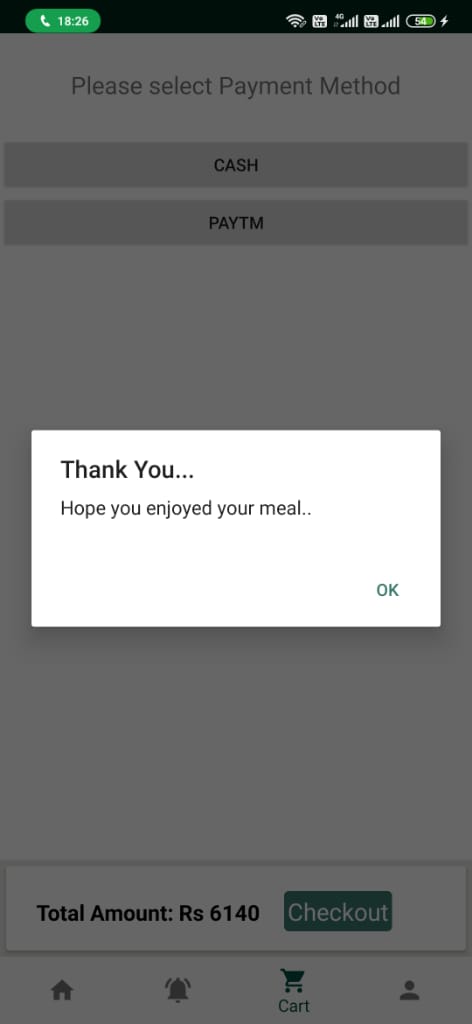 18:26
Vo LTE 4G Vo LTE 54
Please select Payment Method
CASH
PAYTM
Thank You...
Hope you enjoyed your meal..
OK
Total Amount: Rs 6140 Checkout
Cart